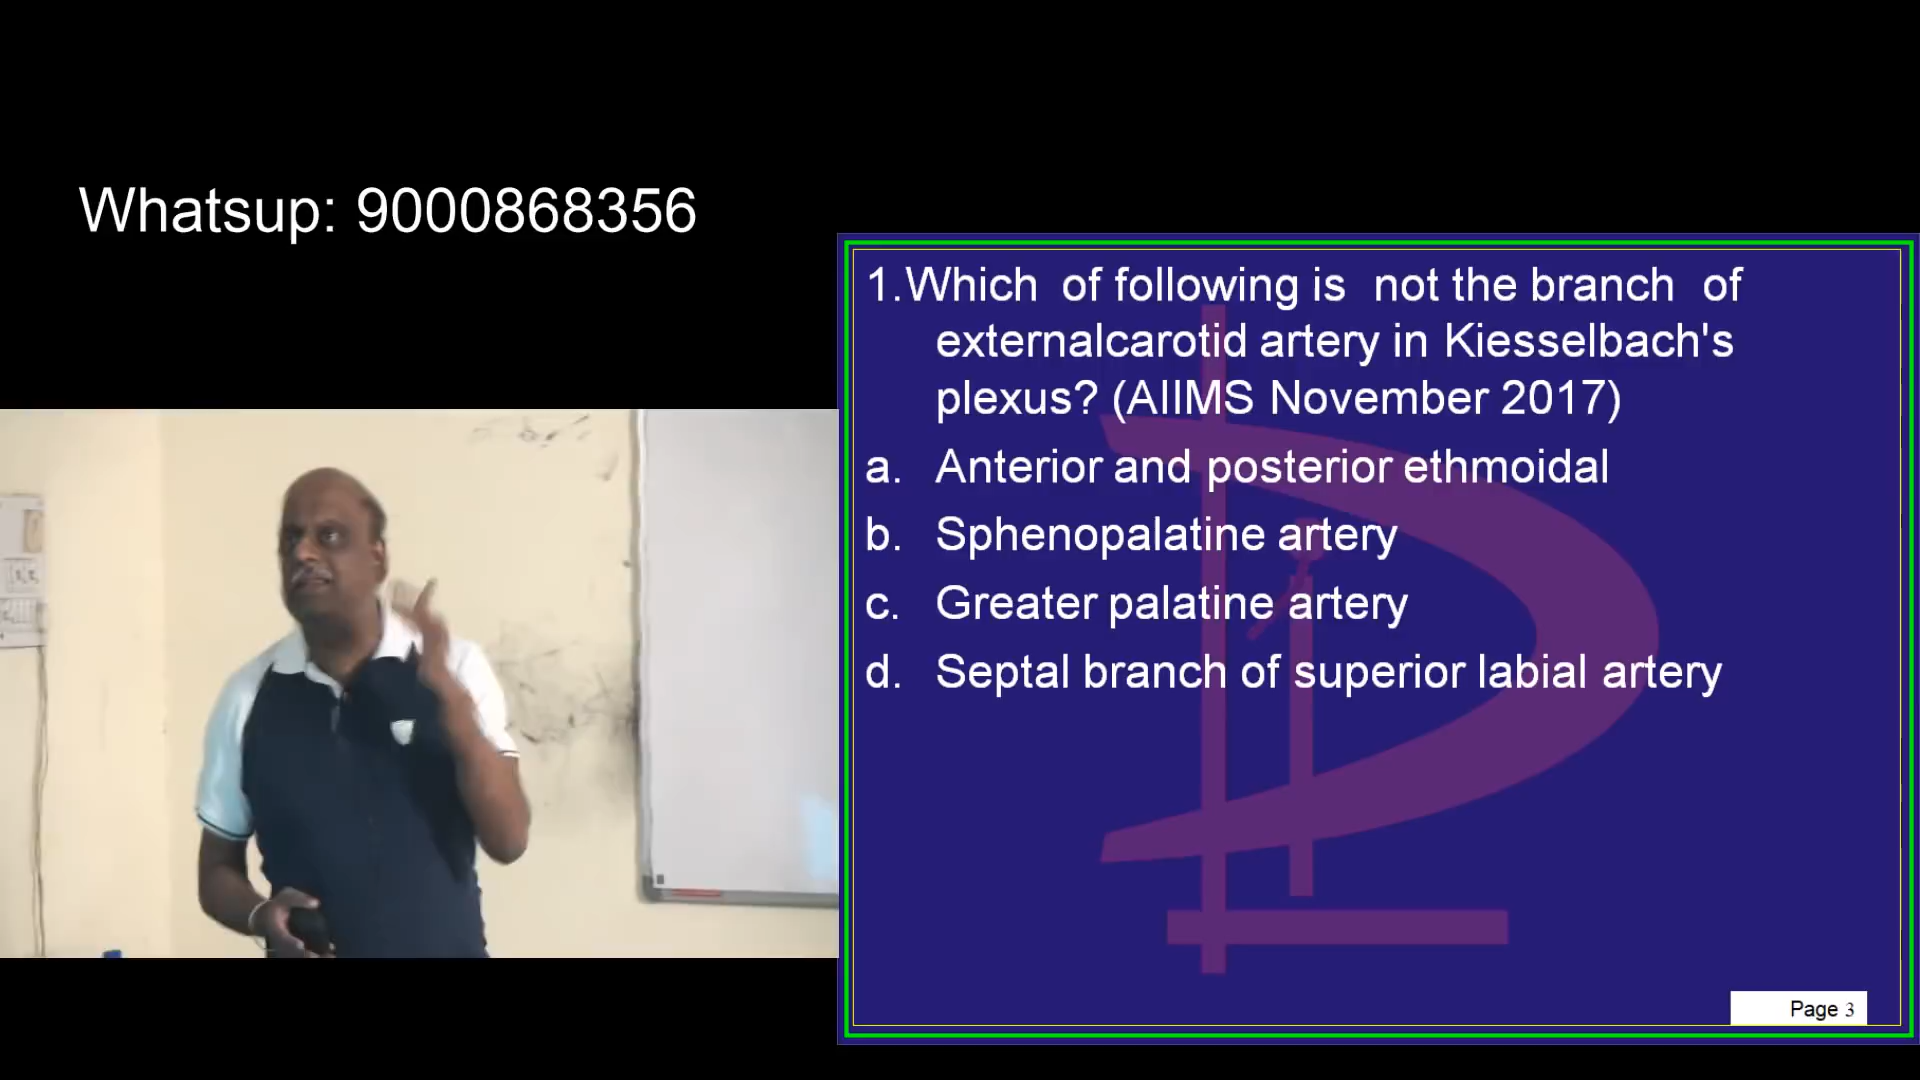 Whatsup: 9000868356
1.Which of following is not the branch of
externalcarotid artery in Kiesselbach's
plexus? (AIIMS November 2017)
a. Anterior and posterior ethmoidal
b. Sphenopalatine artery
c. Greater palatine artery
d. Septal branch of superior labial artery
Page 3